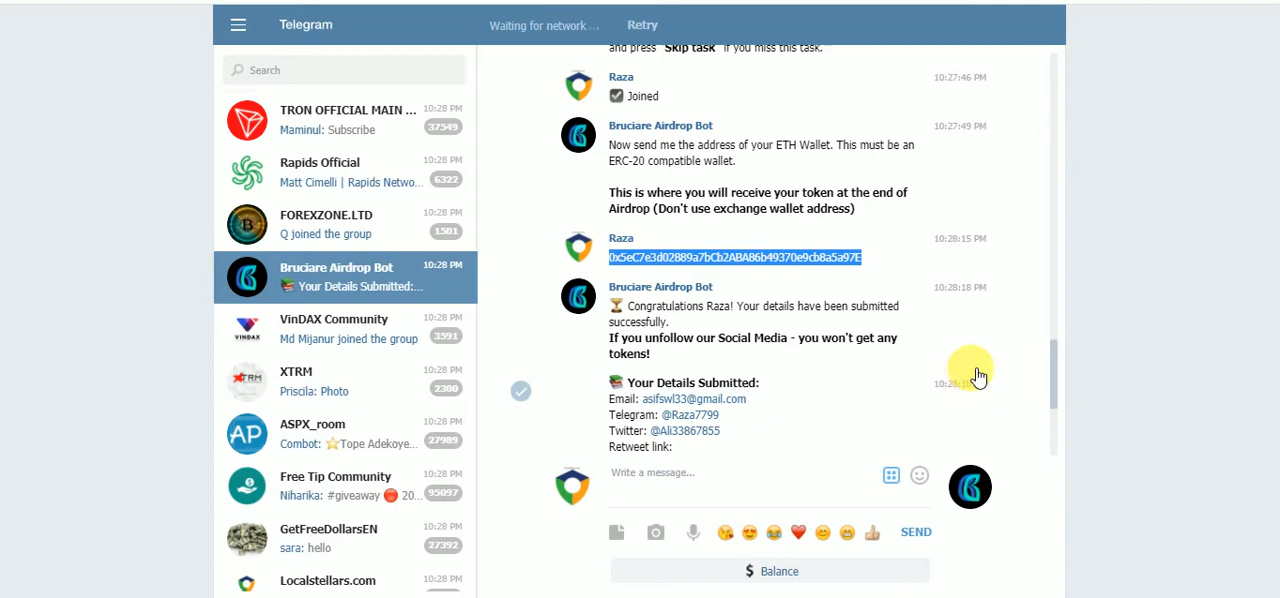 Telegram
Waiting for network ...
Retry
Search
TRON OFFICIAL MAIN ...
10:28 PM
Maminul: Subscribe
37549
Rapids Official
10:28 PM
Matt Cimelli | Rapids Netwo...
6322
FOREXZONE.LTD
10:28 PM
Q joined the group
1501
Bruciare Airdrop Bot
10:28 PM
Your Details Submitted:...
VinDAX Community
10:28 PM
Md Mijanur joined the group
3591
VINDAX
XTRM
10:28 PM
Priscila: Photo
2300
XTRM
ASPX_room
10:28 PM
Combot: ⭐Tope Adekoye...
27989
AP
Free Tip Community
10:28 PM
Niharika: #giveaway 🔴 20...
95097
GetFreeDollarsEN
10:28 PM
sara: hello
27392
Localstellars.com
10:28 PM
and press "Skip task" if you miss this task.
Raza
10:27:46 PM
Joined
Bruciare Airdrop Bot
10:27:49 PM
Now send me the address of your ETH Wallet. This must be an
ERC-20 compatible wallet.
This is where you will receive your token at the end of
Airdrop (Don't use exchange wallet address)
Raza
10:28:15 PM
0x5eC7e3d02889a7bCb2ABA86b49370e9cb8a5a97E
Bruciare Airdrop Bot
10:28:18 PM
🏆 Congratulations Raza! Your details have been submitted
successfully.
If you unfollow our Social Media - you won't get any
tokens!
📚 Your Details Submitted:
Email: asifswl33@gmail.com
Telegram: @Raza7799
Twitter: @Ali33867855
Retweet link:
Write a message...
SEND
$ Balance